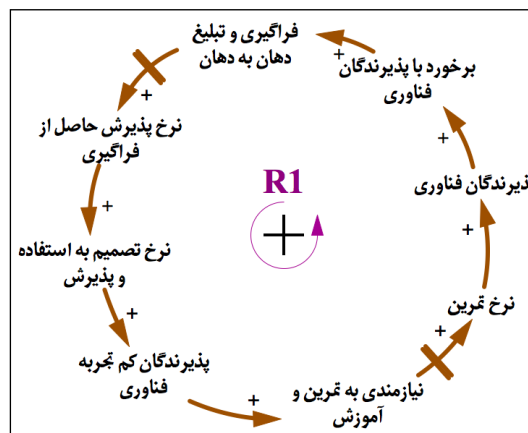 فراگیری و تبلیغ
دهان به دهان
+
برخورد با پذیرندگان
فناوری
+
ذیرندگان فناوری
+
نرخ تمرین
+
نیازمندی به تمرین و
آموزش
+
پذیرندگان کم تجربه
فناوری
+
نرخ تصمیم به استفاده
و پذیرش
+
نرخ پذیرش حاصل از
فراگیری
+
R1
+